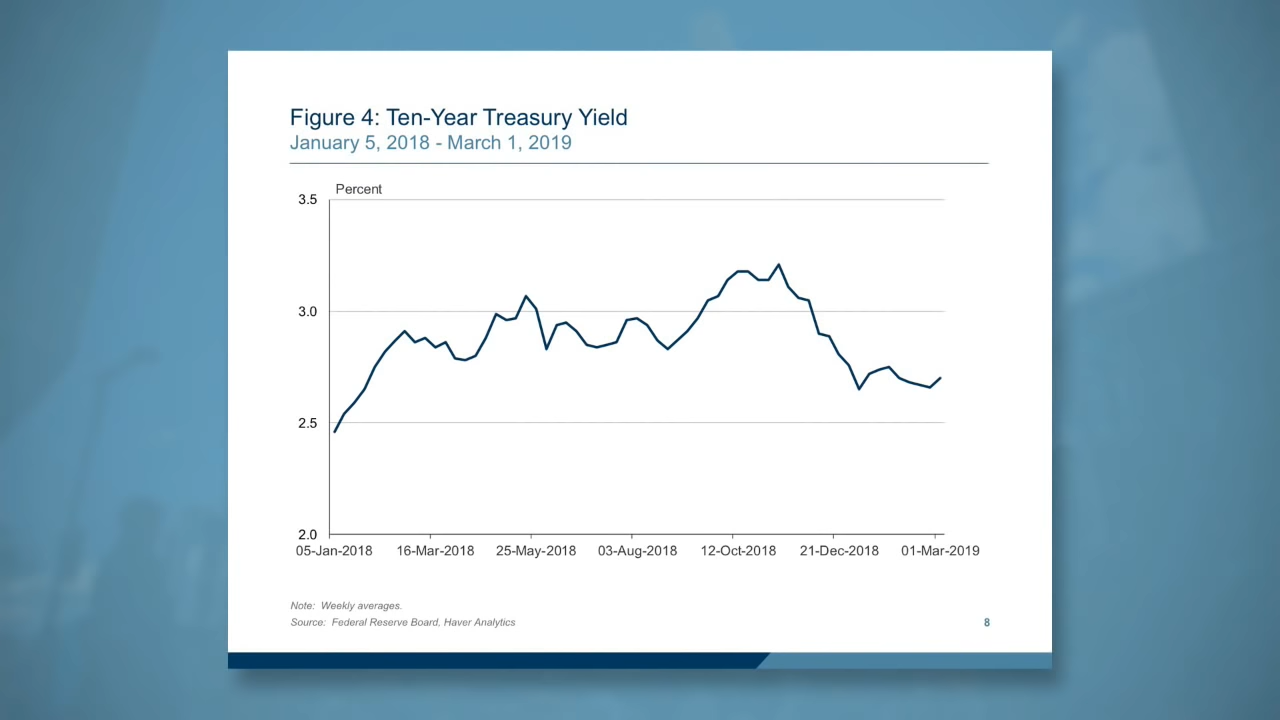 Figure 4: Ten-Year Treasury Yield
January 5, 2018 - March 1, 2019
Percent
3.5
3.0
2.5
2.0
05-Jan-2018 16-Mar-2018 25-May-2018 03-Aug-2018 12-Oct-2018 21-Dec-2018 01-Mar-2019
Note: Weekly averages.
Source: Federal Reserve Board, Haver Analytics
8